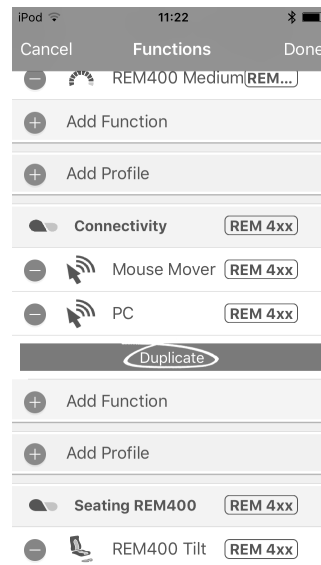 iPod 11:22
Cancel Functions Done
REM400 Medium REM...
Add Function
Add Profile
Connectivity REM 4xx
Mouse Mover REM 4xx
PC REM 4xx
Duplicate
Add Function
Add Profile
Seating REM400 REM 4xx
REM400 Tilt REM 4xx